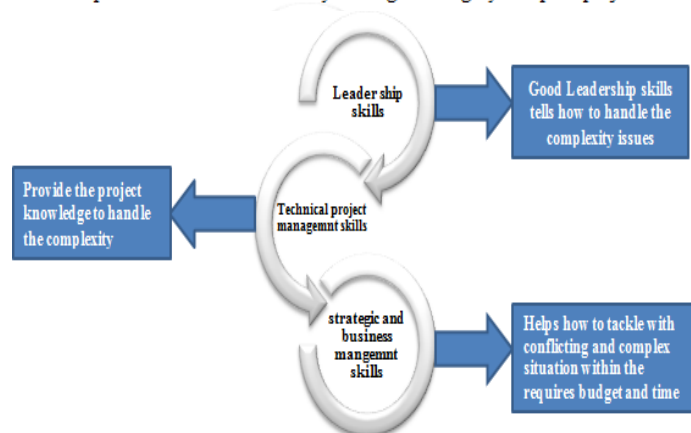 Leader ship
skills
Good Leadership skills
tells how to handle the
complexity issues
Provide the project
knowledge to handle
the complexity
Technical project
managemnt skills
strategic and
business
mangemnt
skills
Helps how to tackle with
conflicting and complex
situation within the
requires budget and time